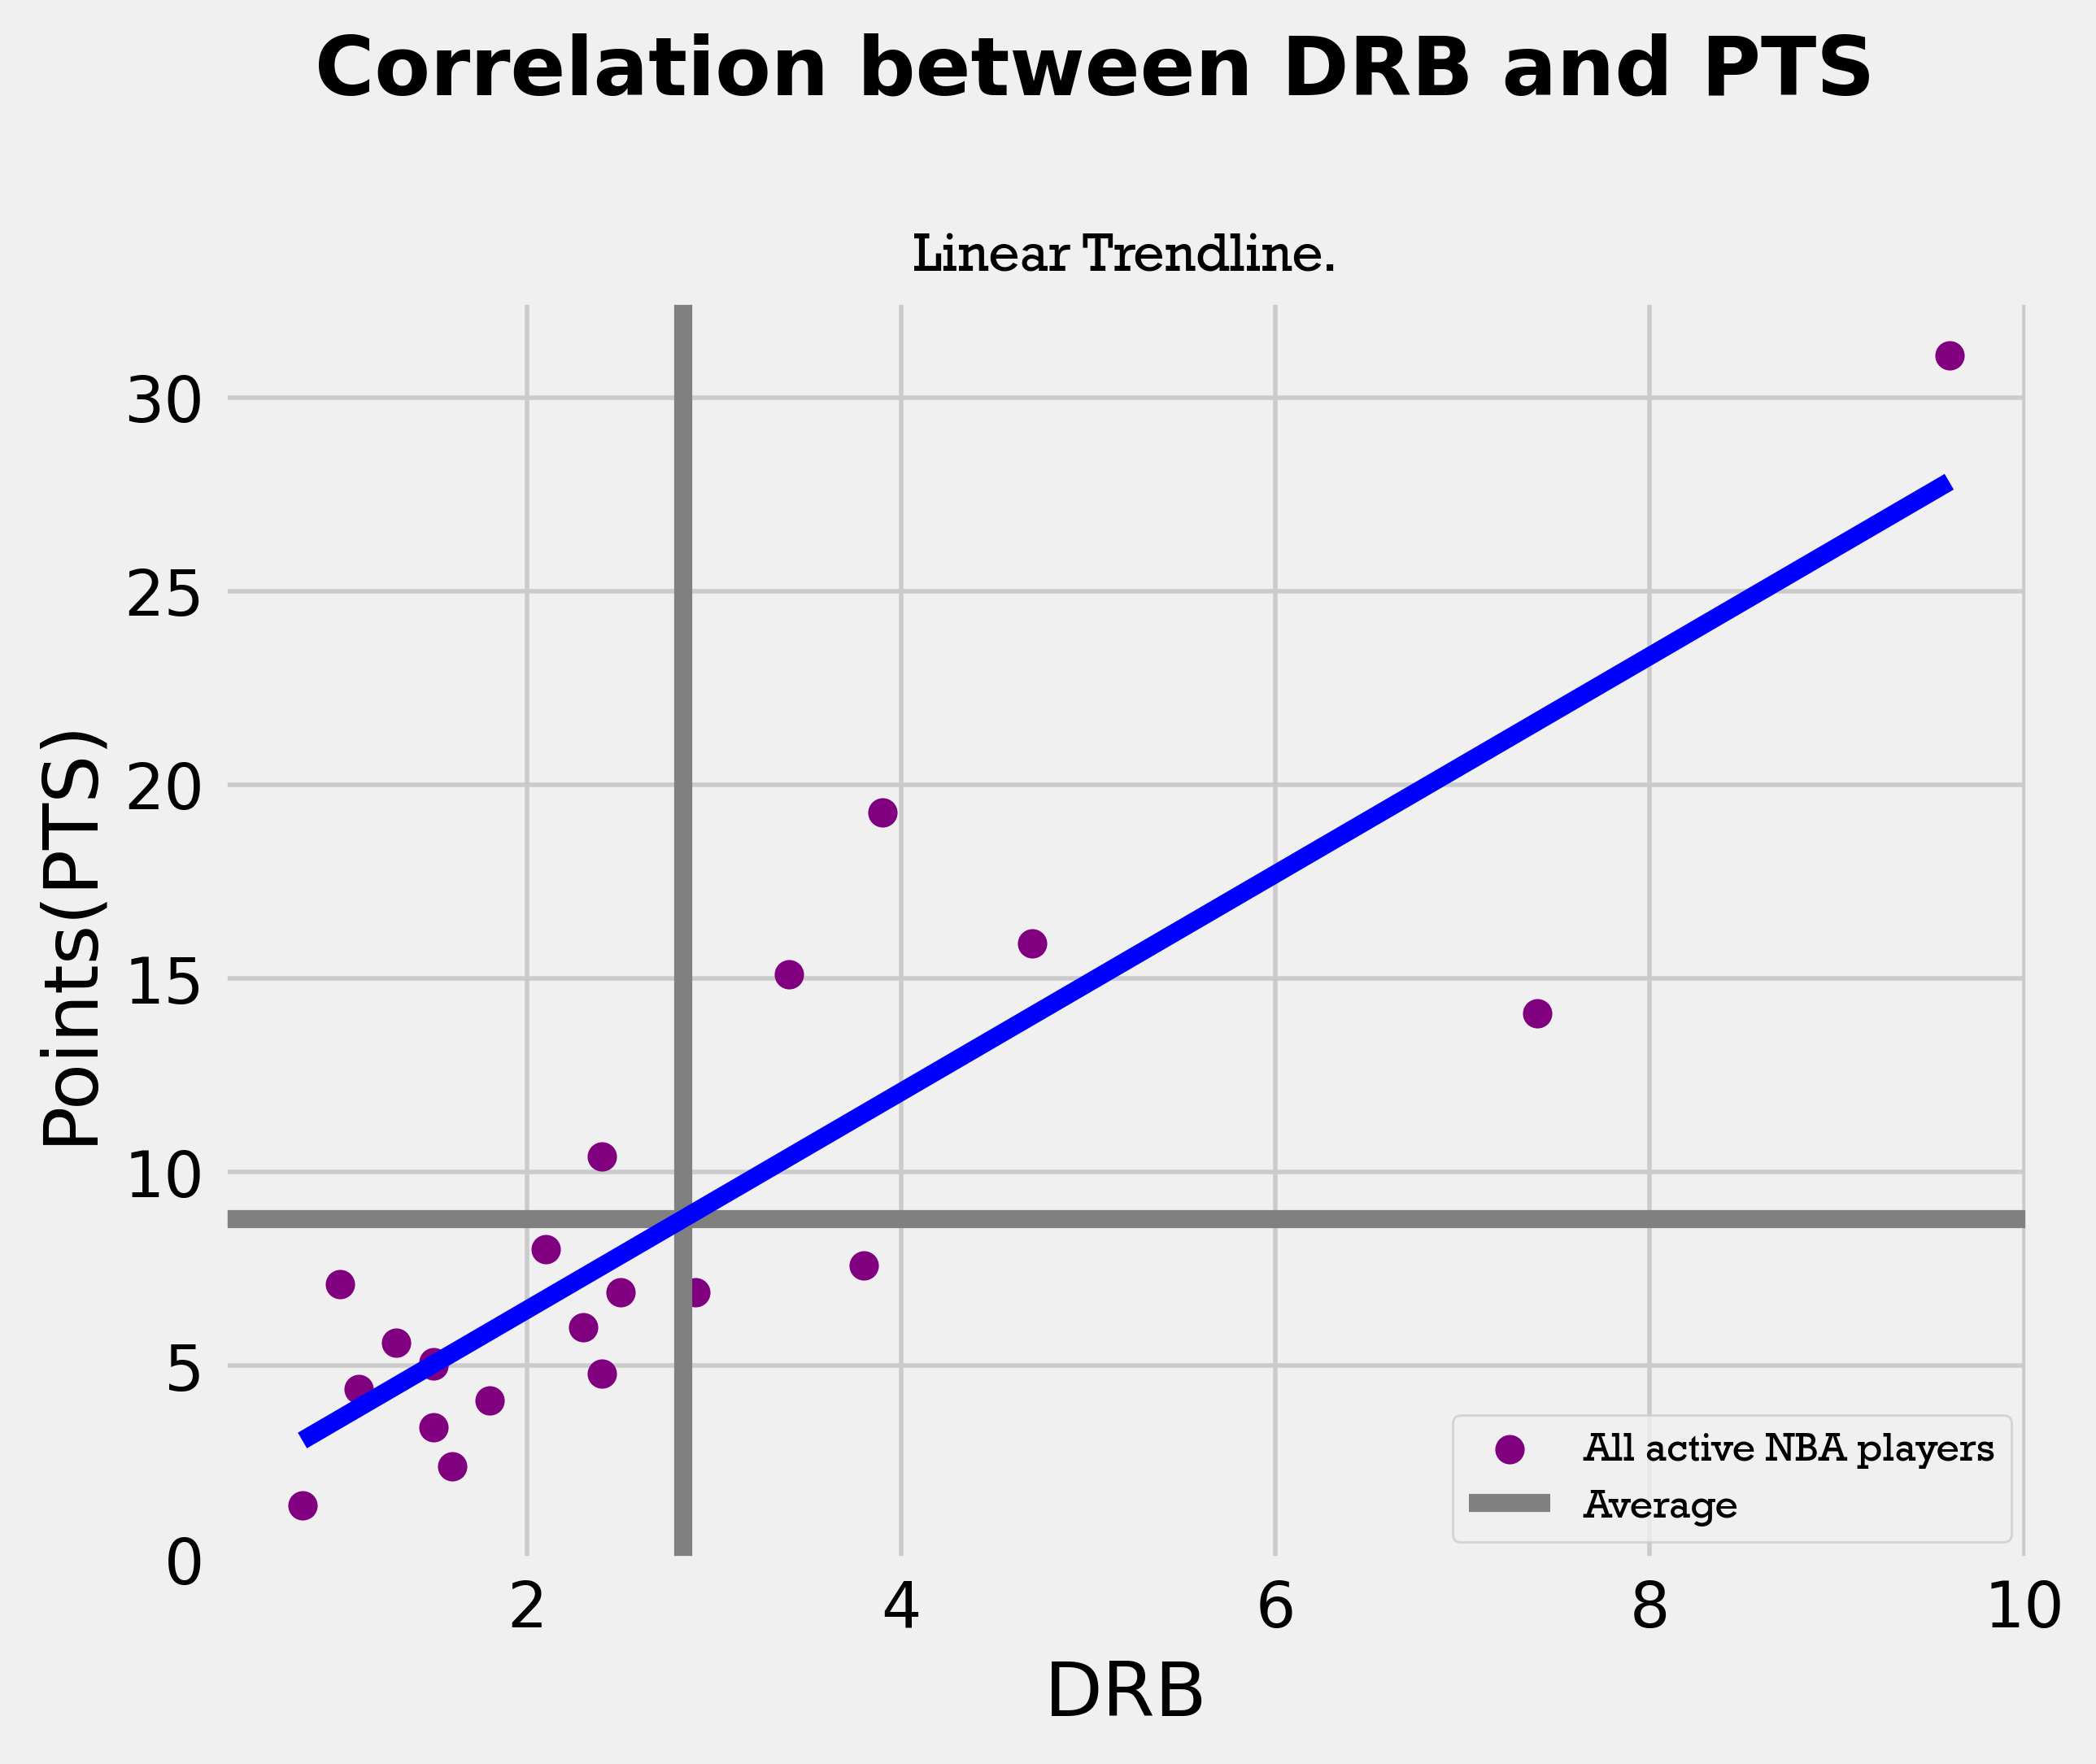 Correlation between DRB and PTS
Linear Trendline.
30
25
20
15
10
5
0
Points(PTS)
2 4 6 8 10
DRB
All active NBA players
Average